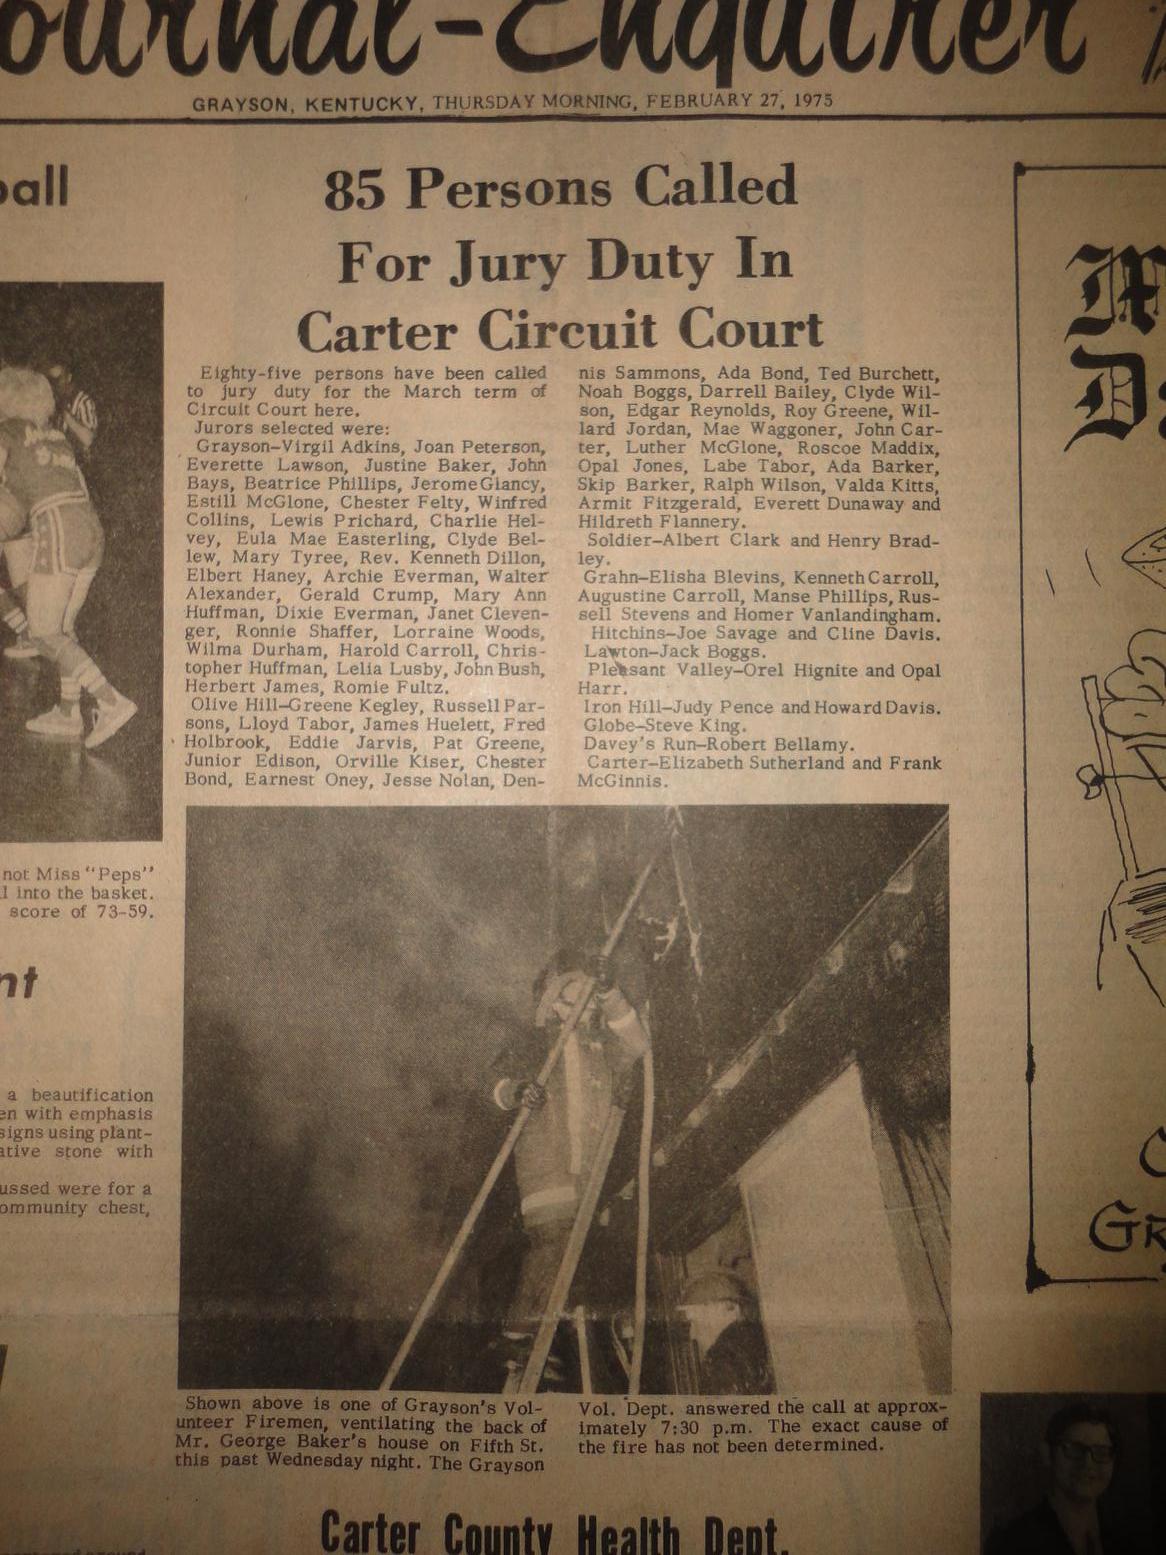 Journal-Enquirer
GRAYSON, KENTUCKY, THURSDAY MORNING, FEBRUARY 27, 1975
ball
85 Persons Called
For Jury Duty In
Carter Circuit Court
Eighty-five persons have been called
to jury duty for the March term of
Circuit Court here.
Jurors selected were:
Grayson—Virgil Adkins, Joan Peterson,
Everette Lawson, Justine Baker, John
Bays, Beatrice Phillips, Jerome Giancy,
Estill McGlone, Chester Felty, Winfred
Collins, Lewis Prichard, Charlie Hel-
vey, Eula Mae Easterling, Clyde Bel-
lew, Mary Tyree, Rev. Kenneth Dillon,
Elbert Haney, Archie Everman, Walter
Alexander, Gerald Crump, Mary Ann
Huffman, Dixie Everman, Janet Cleven-
ger, Ronnie Shaffer, Lorraine Woods,
Wilma Durham, Harold Carroll, Chris-
topher Huffman, Lelia Lusby, John Bush,
Herbert James, Romie Fultz.
Olive Hill—Greene Kegley, Russell Par-
sons, Lloyd Tabor, James Huelett, Fred
Holbrook, Eddie Jarvis, Pat Greene,
Junior Edison, Orville Kiser, Chester
Bond, Earnest Oney, Jesse Nolan, Den-
nis Sammons, Ada Bond, Ted Burchett,
Noah Boggs, Darrell Bailey, Clyde Wil-
son, Edgar Reynolds, Roy Greene, Wil-
lard Jordan, Mae Waggoner, John Car-
ter, Luther McGlone, Roscoe Maddix,
Opal Jones, Labe Tabor, Ada Barker,
Skip Barker, Ralph Wilson, Valda Kitts,
Armit Fitzgerald, Everett Dunaway and
Hildreth Flannery.
Soldier—Albert Clark and Henry Brad-
ley.
Grahn—Elisha Blevins, Kenneth Carroll,
Augustine Carroll, Manse Phillips, Rus-
sell Stevens and Homer Vanlandingham.
Hitchins—Joe Savage and Cline Davis.
Lawton—Jack Boggs.
Pleasant Valley—Orel Hignite and Opal
Harr.
Iron Hill—Judy Pence and Howard Davis.
Globe—Steve King.
Davey's Run—Robert Bellamy.
Carter—Elizabeth Sutherland and Frank
McGinnis.
not Miss "Peps"
into the basket.
score of 73-59.
nt
a beautification
en with emphasis
signs using plant-
ative stone with
ussed were for a
ommunity chest,
Shown above is one of Grayson's Vol-
unteer Firemen, ventilating the back of
Mr. George Baker's house on Fifth St.
this past Wednesday night. The Grayson
Vol. Dept. answered the call at approx-
imately 7:30 p.m. The exact cause of
the fire has not been determined.
Carter County Health Dept.